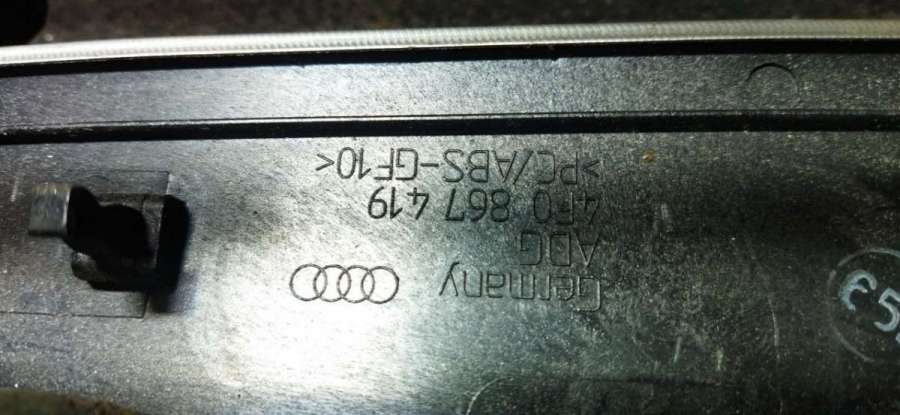 Germany
ADG
4F0 867 419
>PC/ABS-GF10<